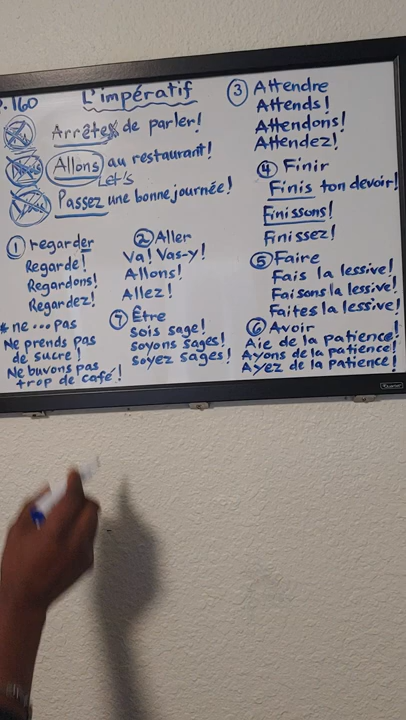 P. 160
L'impératif
Tu
Arrête de parler!
Nous
Allons au restaurant!
Let's
Vous
Passez une bonne journée!
① regarder
Regarde!
Regardons!
Regardez!
* ne ... pas
Ne prends pas
de sucre!
Ne buvons pas
trop de café!
② Aller
Va! Vas-y!
Allons!
Allez!
⑦ Être
Sois sage!
soyons sages!
soyez sages!
③ Attendre
Attends!
Attendons!
Attendez!
④ Finir
Finis ton devoir!
Finissons!
Finissez!
⑤ Faire
Fais la lessive!
Faisons la lessive!
Faites la lessive!
⑥ Avoir
Aie de la patience!
Ayons de la patience!
Ayez de la patience!
Quartet